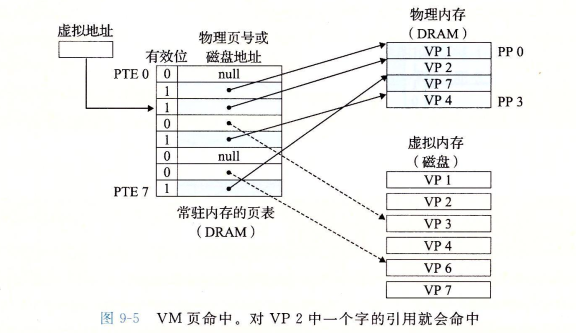 虚拟地址
有效位
物理页号或
磁盘地址
PTE 0
0
null
1
1
0
1
0
null
0
PTE 7
1
常驻内存的页表
（DRAM）
物理内存
（DRAM）
VP 1
PP 0
VP 2
VP 7
VP 4
PP 3
虚拟内存
（磁盘）
VP 1
VP 2
VP 3
VP 4
VP 6
VP 7
图 9-5 VM 页命中。对 VP 2 中一个字的引用就会命中